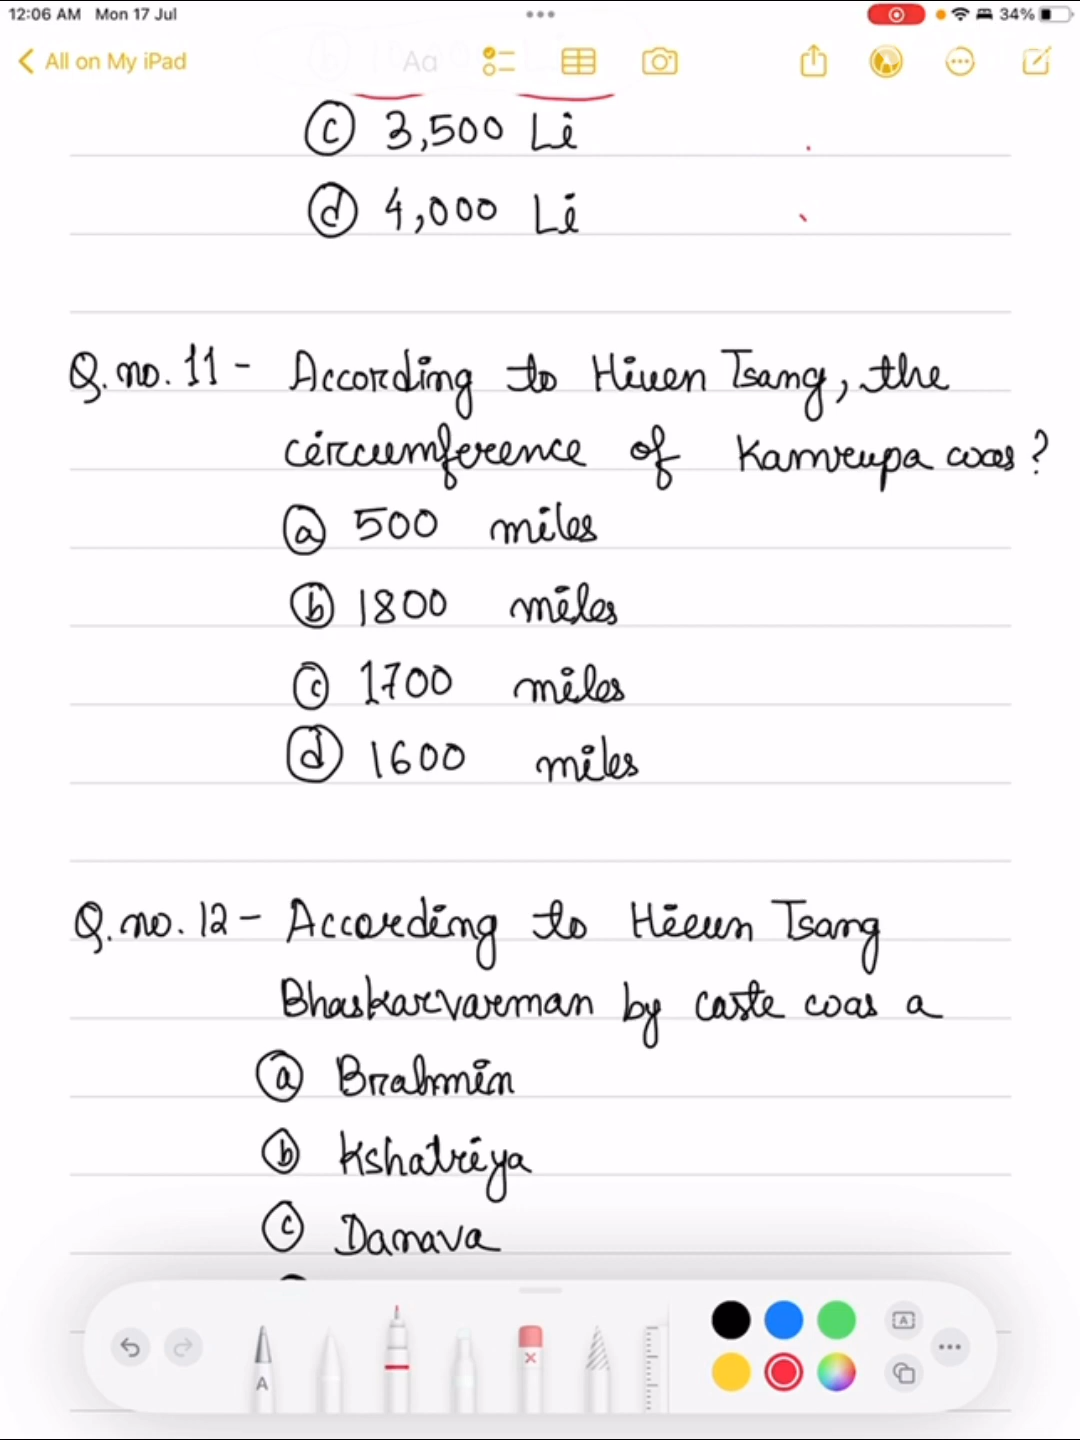 12:06 AM Mon 17 Jul
34%
All on My iPad
Aa
c 3,500 Li
d 4,000 Li
Q. no. 11 - According to Hiuen Tsang, the
circumference of Kamrupa was?
a 500 miles
b 1800 miles
c 1700 miles
d 1600 miles
Q. no. 12 - According to Hieun Tsang
Bhaskarvarman by caste was a
a Brahmin
b Kshatriya
c Danava
A
A